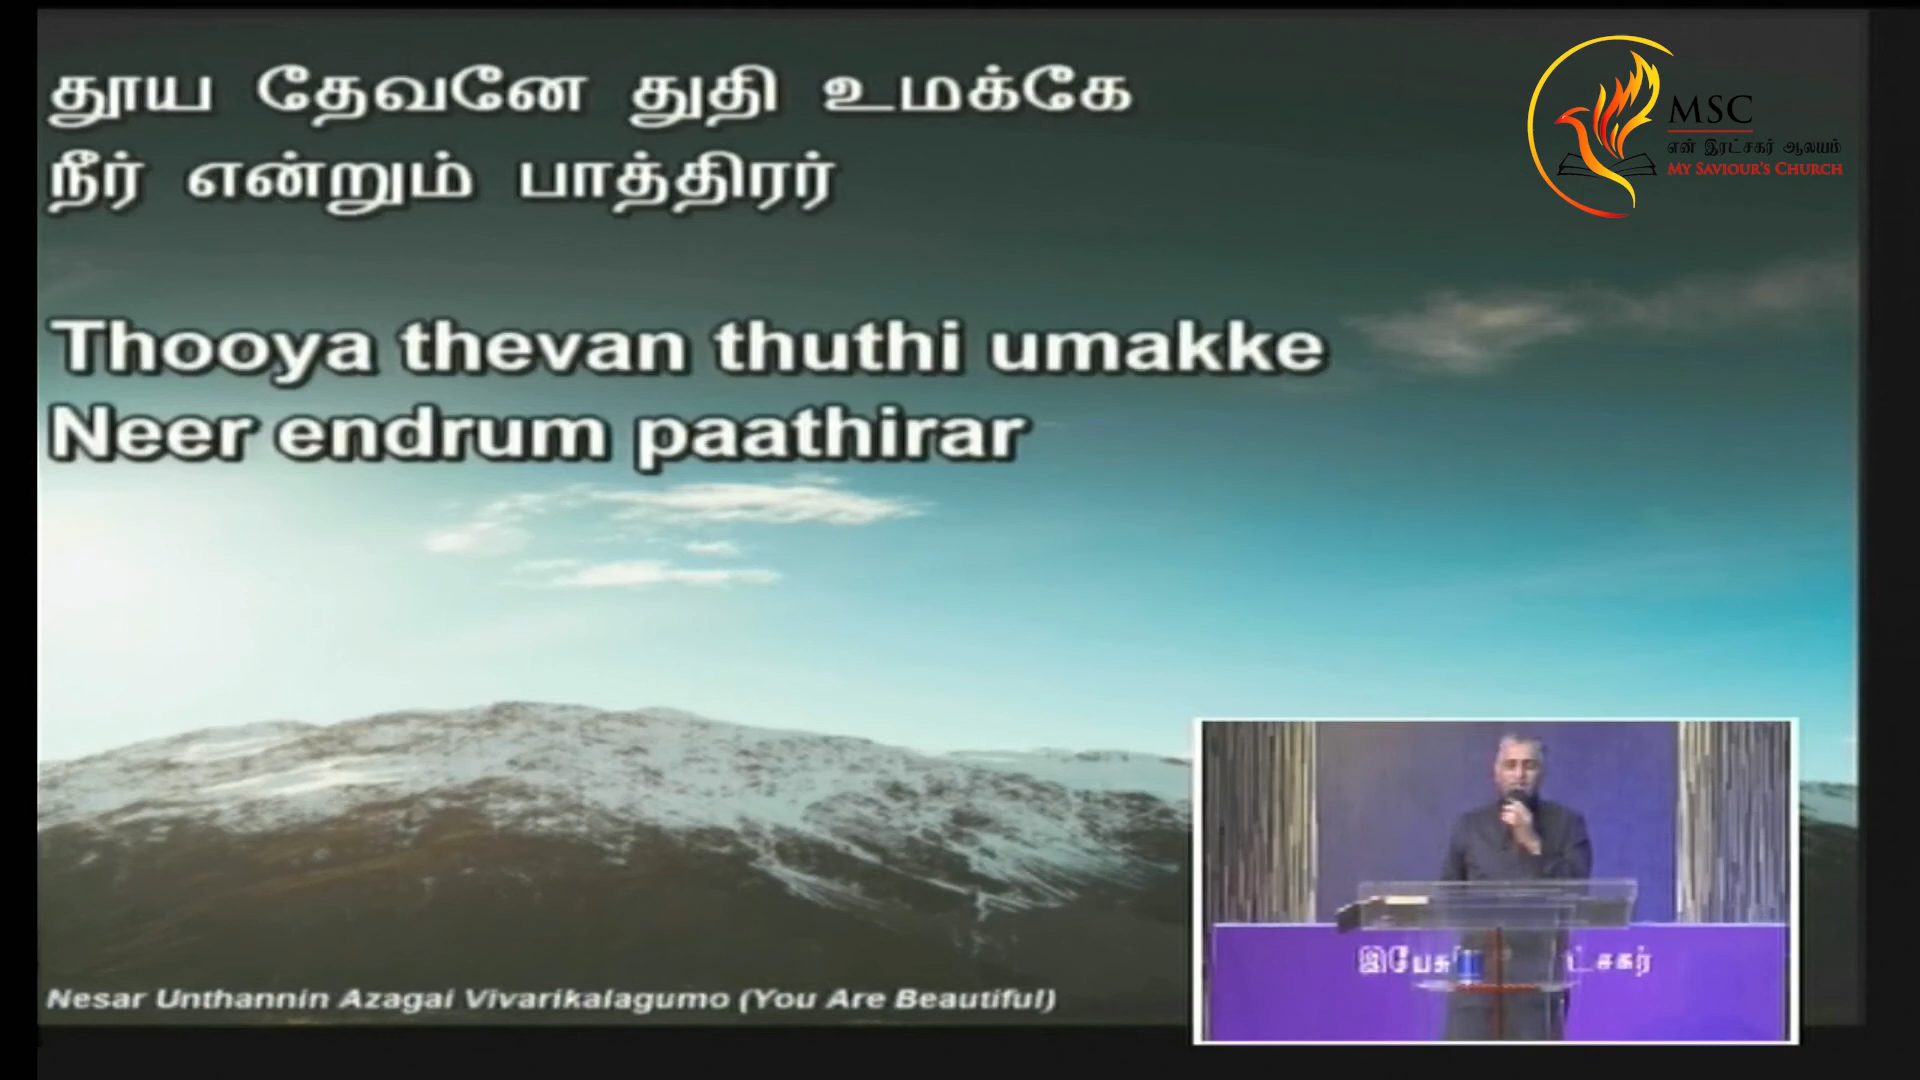 தூய தேவனே துதி உமக்கே
நீர் என்றும் பாத்திரர்
Thooya thevan thuthi umakke
Neer endrum paathirar
Nesar Unthannin Azagai Vivarikalagumo (You Are Beautiful)
MSC
என் இரட்சகர் ஆலயம்
MY SAVIOUR'S CHURCH